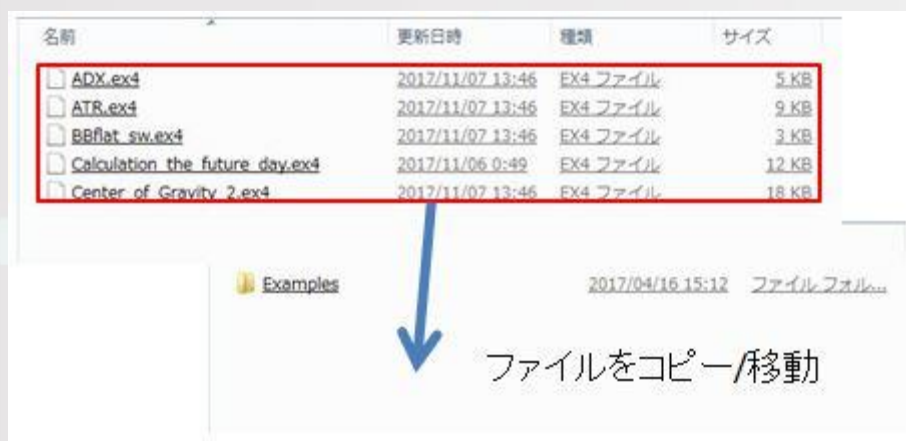 名前 更新日時 種類 サイズ
ADX.ex4 2017/11/07 13:46 EX4 ファイル 5 KB
ATR.ex4 2017/11/07 13:46 EX4 ファイル 9 KB
BBflat_sw.ex4 2017/11/07 13:46 EX4 ファイル 3 KB
Calculation_the_future_day.ex4 2017/11/06 0:49 EX4 ファイル 12 KB
Center_of_Gravity_2.ex4 2017/11/07 13:46 EX4 ファイル 18 KB
Examples 2017/04/16 15:12 ファイル フォル...
ファイルをコピー/移動